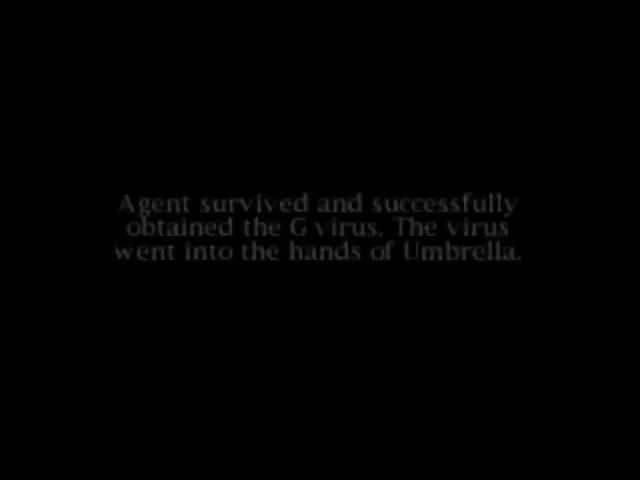 Agent survived and successfully
obtained the G virus. The virus
went into the hands of Umbrella.